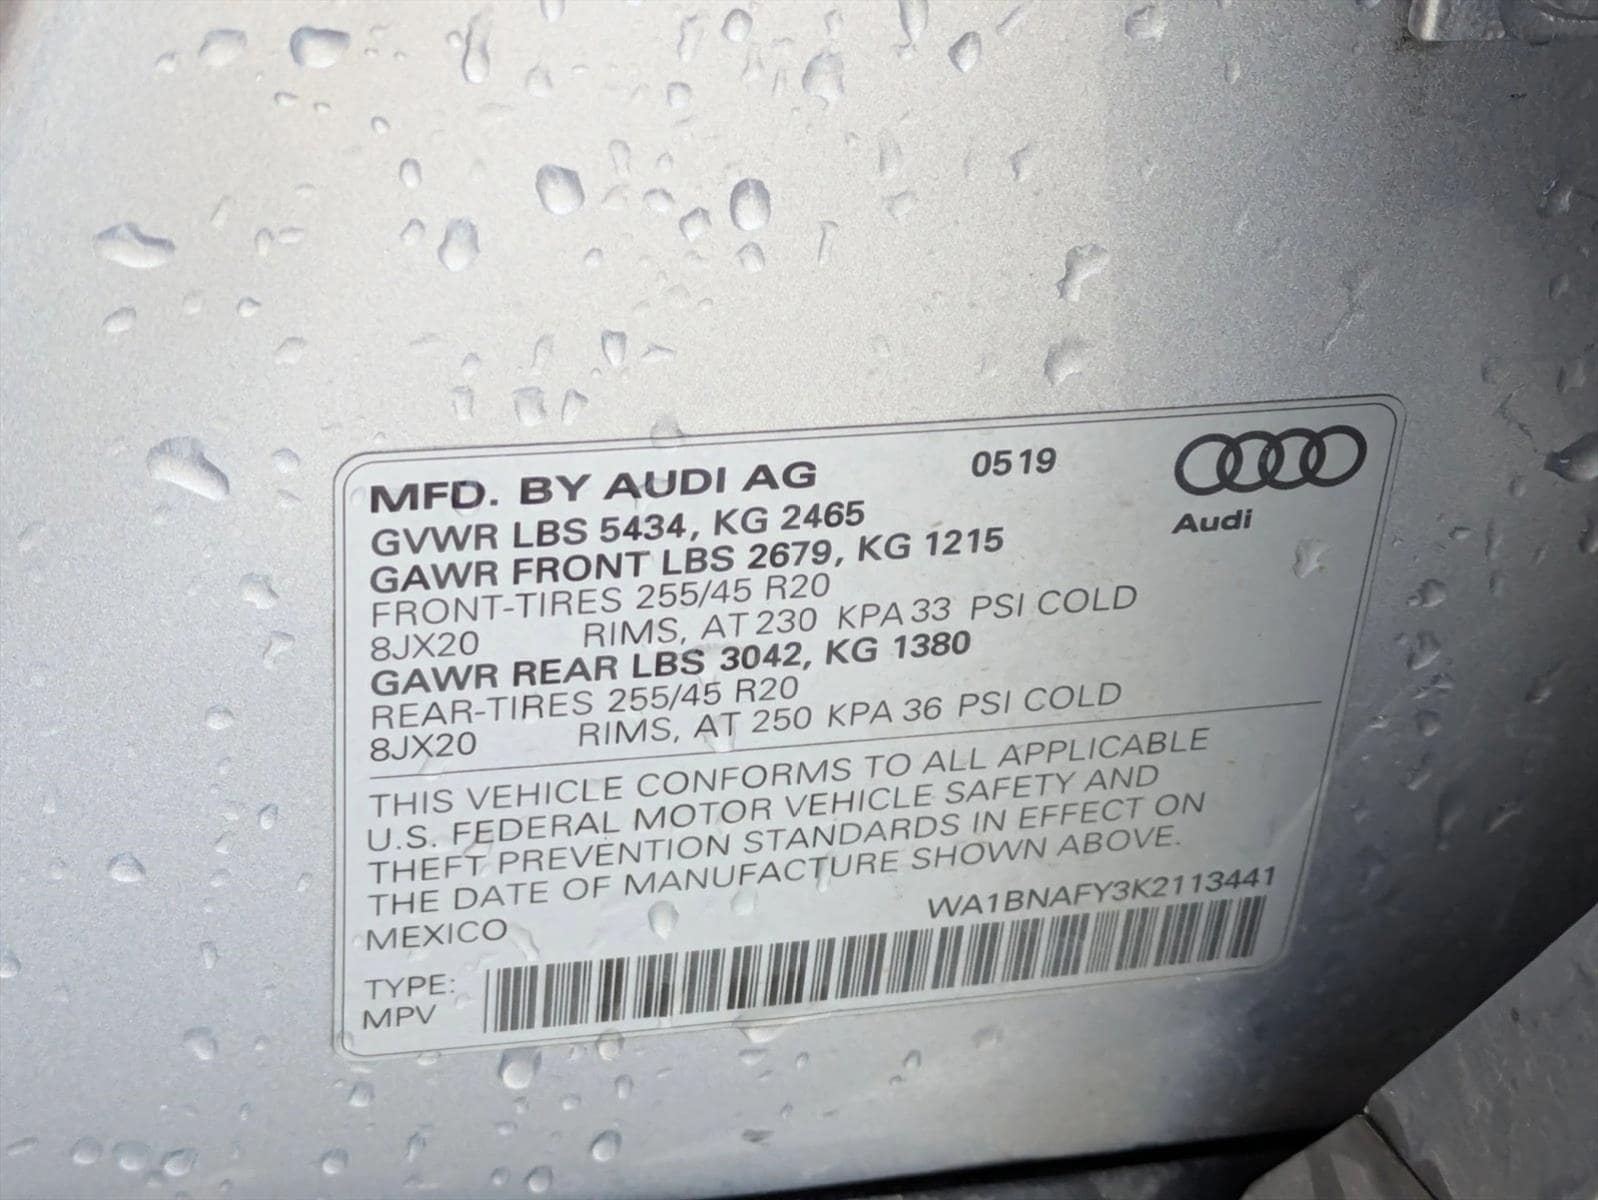 MFD. BY AUDI AG 0519
Audi
GVWR LBS 5434, KG 2465
GAWR FRONT LBS 2679, KG 1215
FRONT-TIRES 255/45 R20
8JX20 RIMS, AT 230 KPA 33 PSI COLD
GAWR REAR LBS 3042, KG 1380
REAR-TIRES 255/45 R20
8JX20 RIMS, AT 250 KPA 36 PSI COLD
THIS VEHICLE CONFORMS TO ALL APPLICABLE
U.S. FEDERAL MOTOR VEHICLE SAFETY AND
THEFT PREVENTION STANDARDS IN EFFECT ON
THE DATE OF MANUFACTURE SHOWN ABOVE.
MEXICO WA1BNAFY3K2113441
TYPE:
MPV